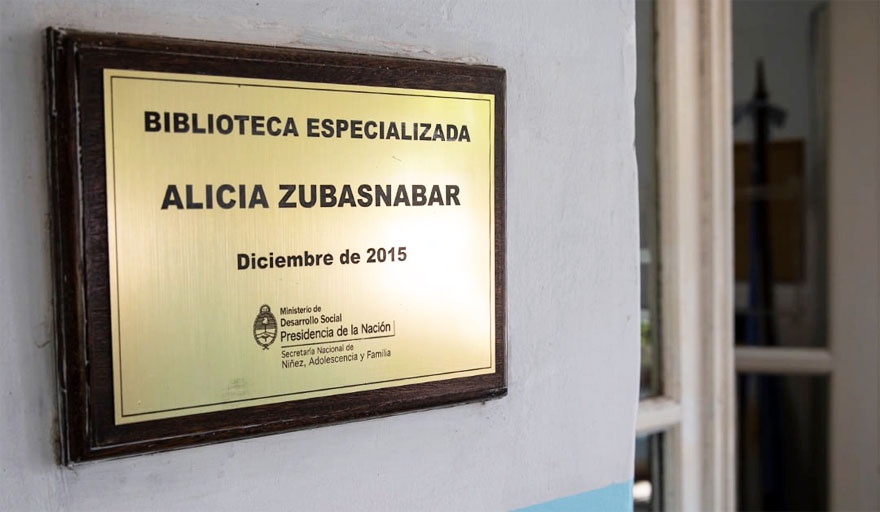 BIBLIOTECA ESPECIALIZADA
ALICIA ZUBASNABAR
Diciembre de 2015
Ministerio de
Desarrollo Social
Presidencia de la Nación
Secretaría Nacional de
Niñez, Adolescencia y Familia